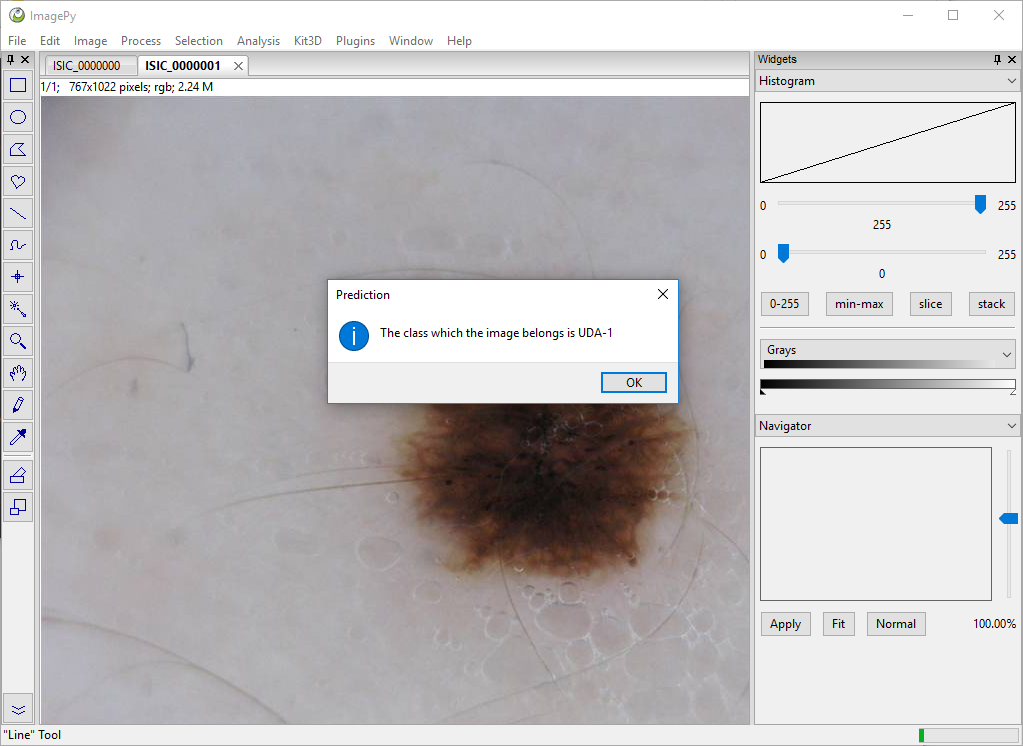 ImagePy
File Edit Image Process Selection Analysis Kit3D Plugins Window Help
ISIC_0000000 ISIC_0000001
1/1; 767x1022 pixels; rgb; 2.24 M
Prediction
The class which the image belongs is UDA-1
OK
Widgets
Histogram
0 255
255
0 255
0
0-255 min-max slice stack
Grays
Navigator
Apply Fit Normal 100.00%
"Line" Tool